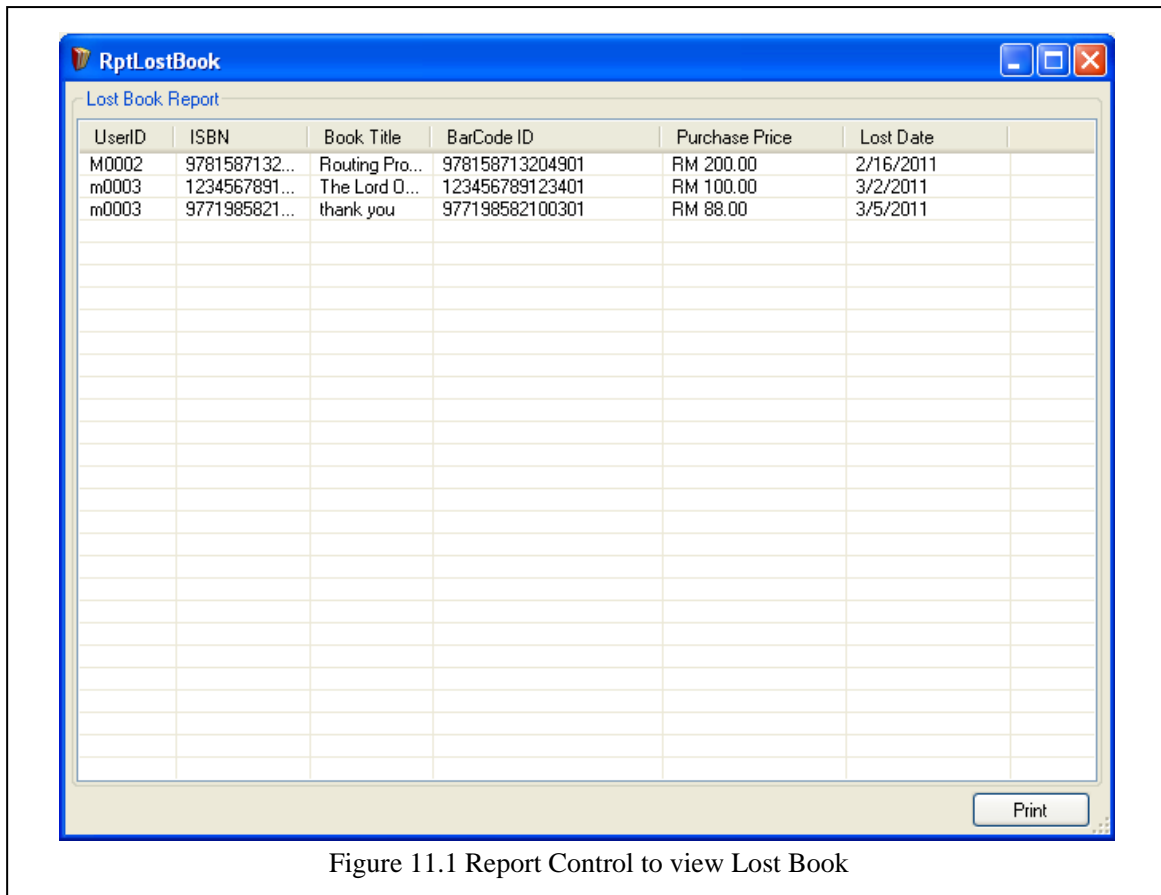 RptLostBook
Lost Book Report
UserID ISBN Book Title BarCode ID Purchase Price Lost Date
M0002 9781587132... Routing Pro... 978158713204901 RM 200.00 2/16/2011
m0003 1234567891... The Lord O... 123456789123401 RM 100.00 3/2/2011
m0003 9771985821... thank you 977198582100301 RM 88.00 3/5/2011
Print
Figure 11.1 Report Control to view Lost Book